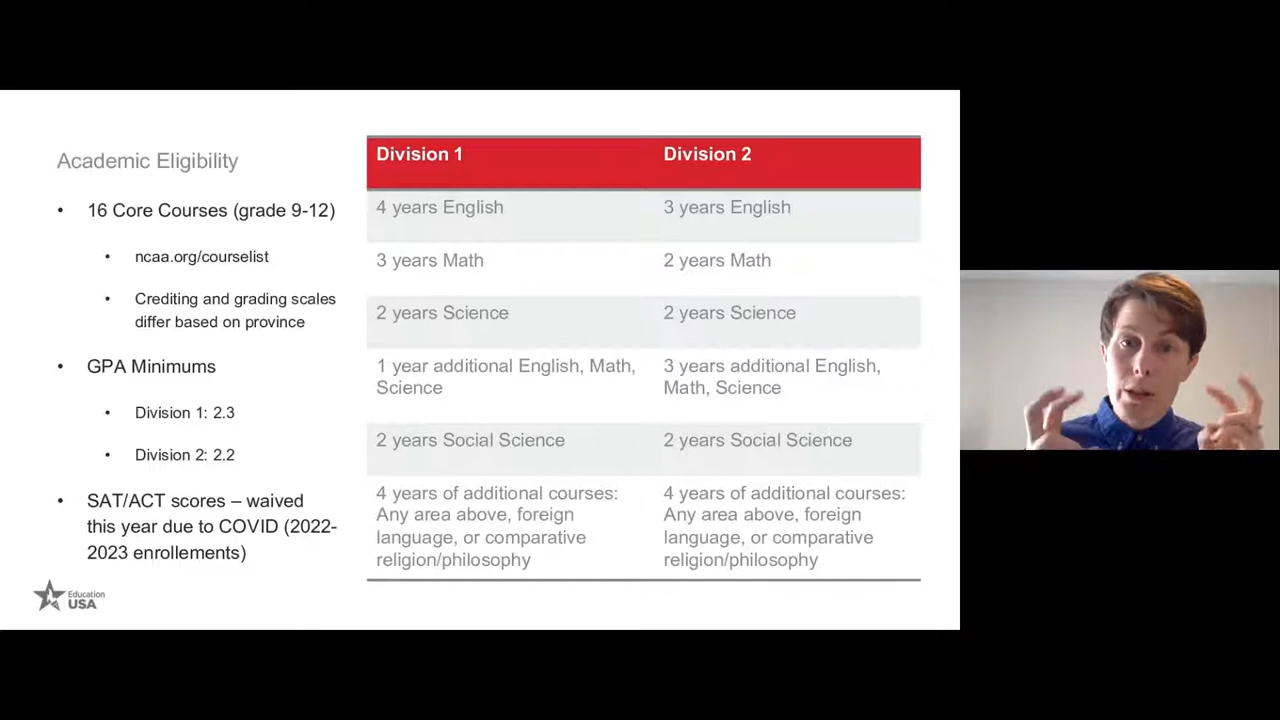 Academic Eligibility
• 16 Core Courses (grade 9-12)
• ncaa.org/courselist
• Crediting and grading scales
differ based on province
• GPA Minimums
• Division 1: 2.3
• Division 2: 2.2
• SAT/ACT scores – waived
this year due to COVID (2022-
2023 enrollements)
Education
USA
Division 1 Division 2
4 years English 3 years English
3 years Math 2 years Math
2 years Science 2 years Science
1 year additional English, Math, 3 years additional English,
Science Math, Science
2 years Social Science 2 years Social Science
4 years of additional courses: 4 years of additional courses:
Any area above, foreign Any area above, foreign
language, or comparative language, or comparative
religion/philosophy religion/philosophy